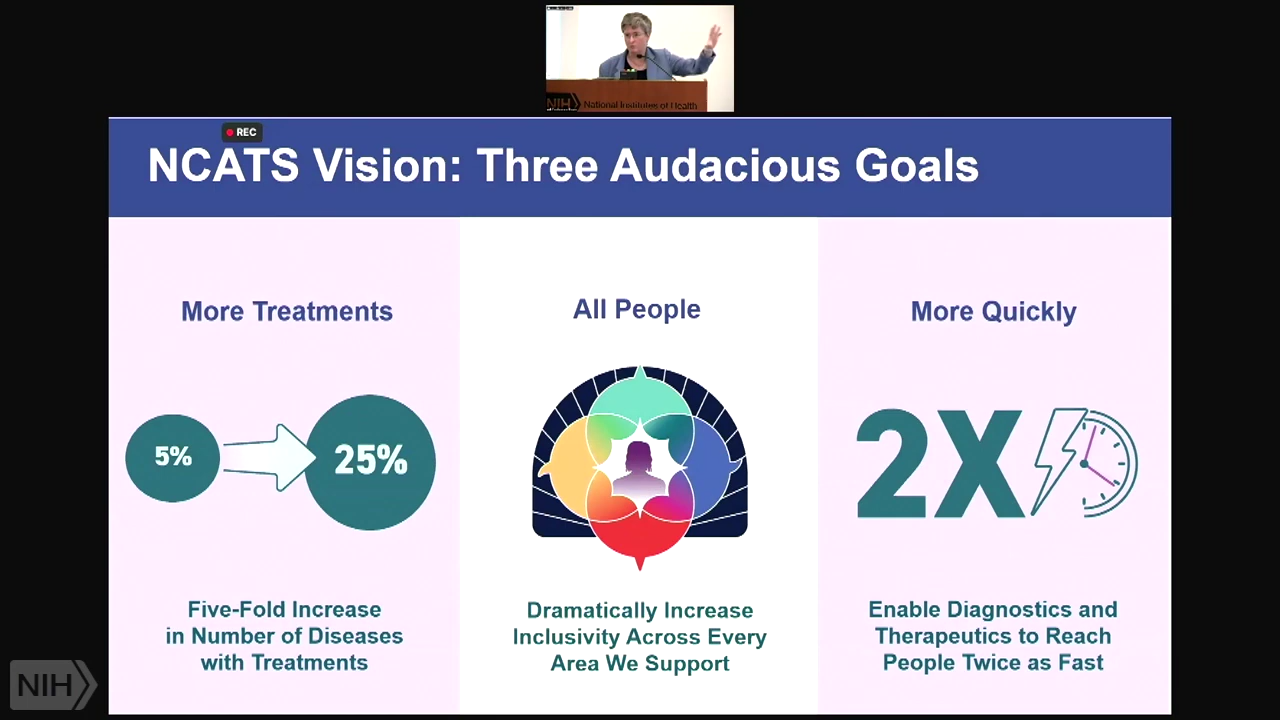 NIH
National Institutes of Health
REC
NCATS Vision: Three Audacious Goals
More Treatments
5%
25%
Five-Fold Increase
in Number of Diseases
with Treatments
All People
Dramatically Increase
Inclusivity Across Every
Area We Support
More Quickly
2X
Enable Diagnostics and
Therapeutics to Reach
People Twice as Fast
NIH